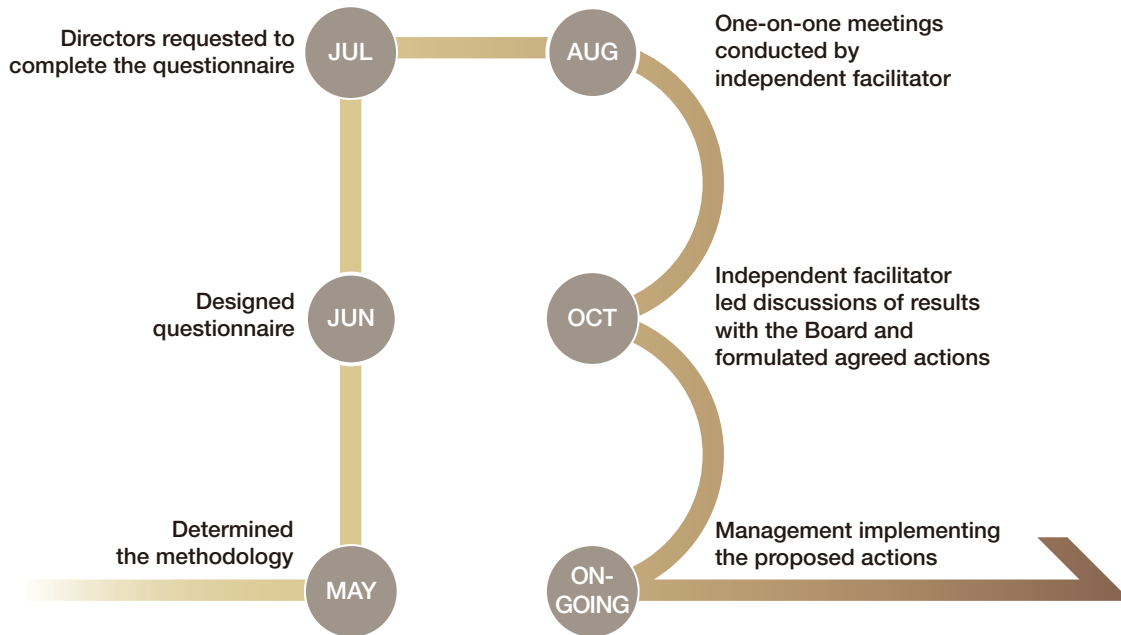 Directors requested to
complete the questionnaire
JUL
AUG
One-on-one meetings
conducted by
independent facilitator
Designed
questionnaire
JUN
OCT
Independent facilitator
led discussions of results
with the Board and
formulated agreed actions
Determined
the methodology
MAY
ON-
GOING
Management implementing
the proposed actions